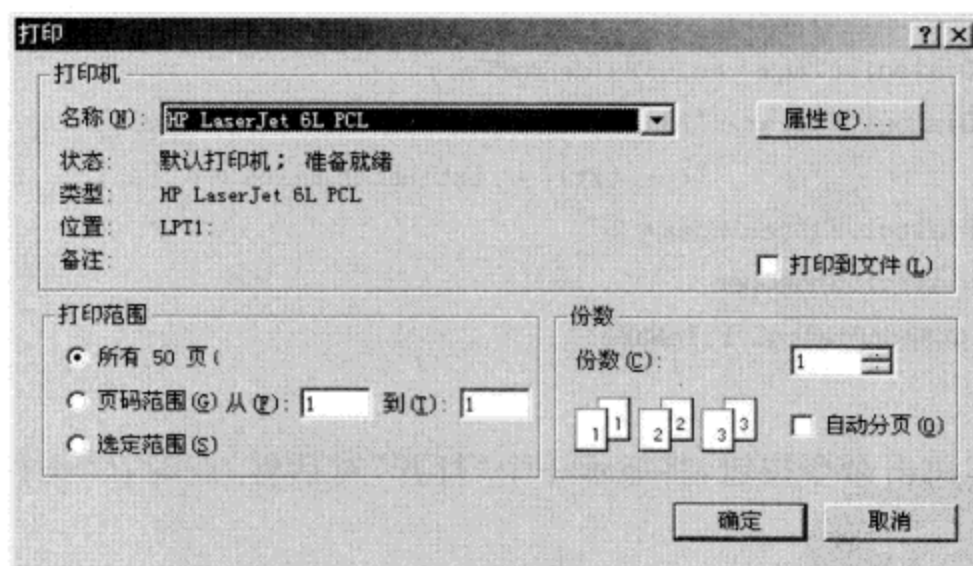 打印
打印机
名称(N): HP LaserJet 6L PCL 属性(P)...
状态: 默认打印机； 准备就绪
类型: HP LaserJet 6L PCL
位置: LPT1:
备注:
打印到文件(L)
打印范围
所有 50 页(
页码范围(G) 从(F): 1 到(T): 1
选定范围(S)
份数
份数(C): 1
1 1 2 2 3 3 自动分页(O)
确定 取消